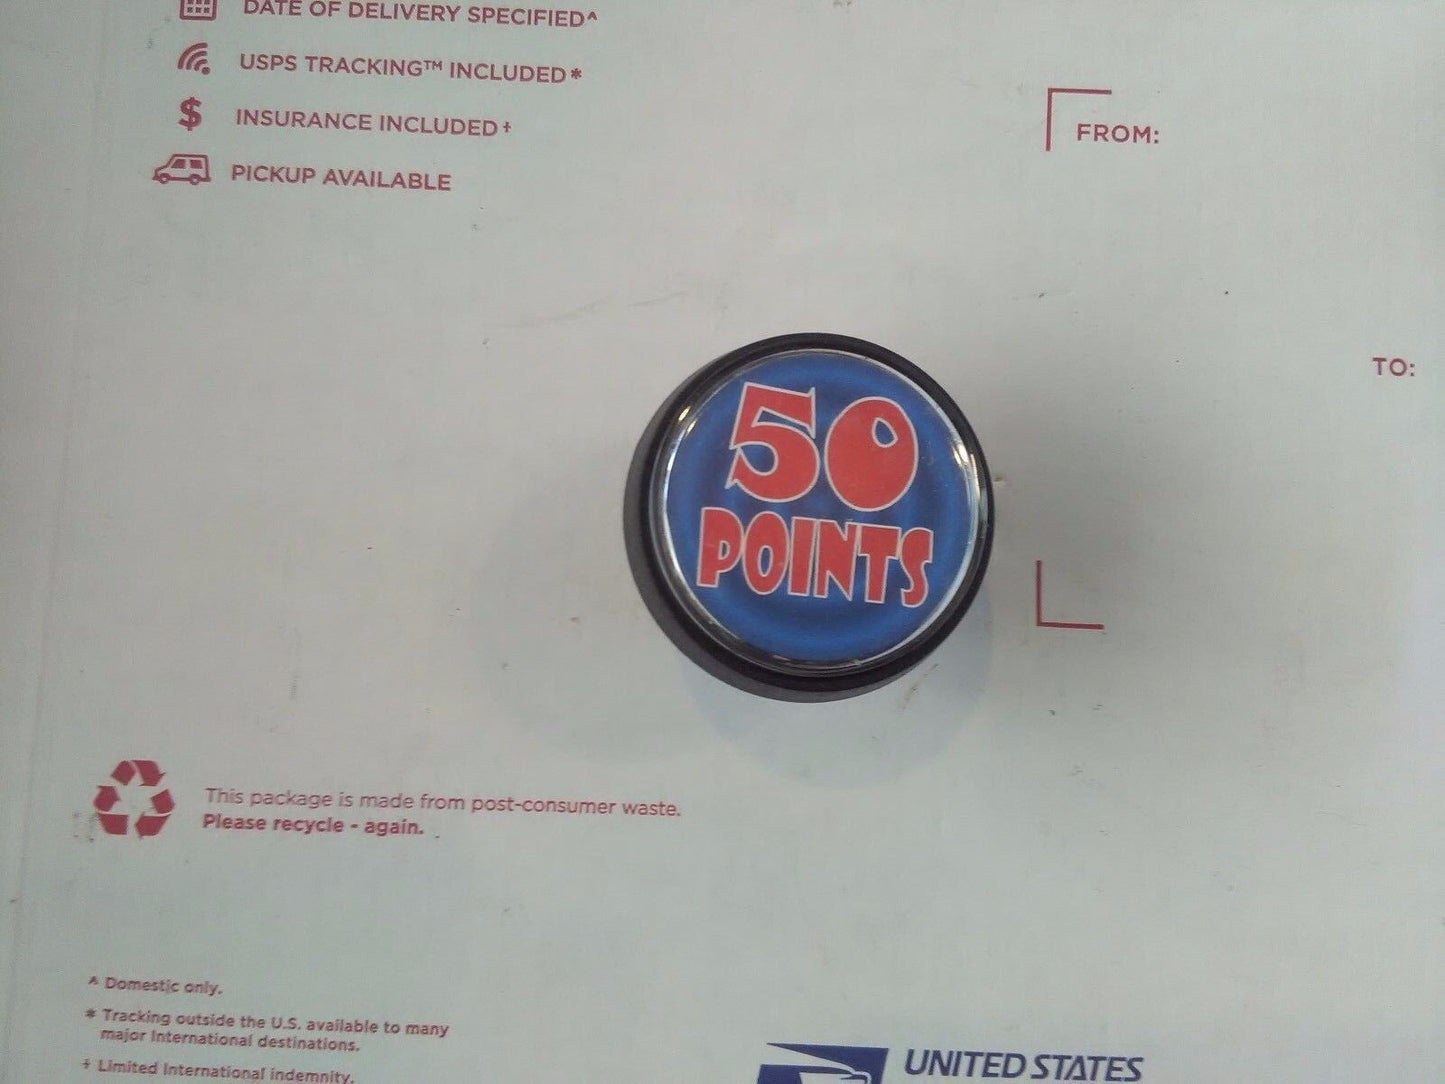 DATE OF DELIVERY SPECIFIED^
USPS TRACKING™ INCLUDED*
$ INSURANCE INCLUDED†
PICKUP AVAILABLE
FROM:
TO:
50
POINTS
This package is made from post-consumer waste.
Please recycle - again.
^ Domestic only.
* Tracking outside the U.S. available to many
major International destinations.
† Limited International indemnity.
UNITED STATES